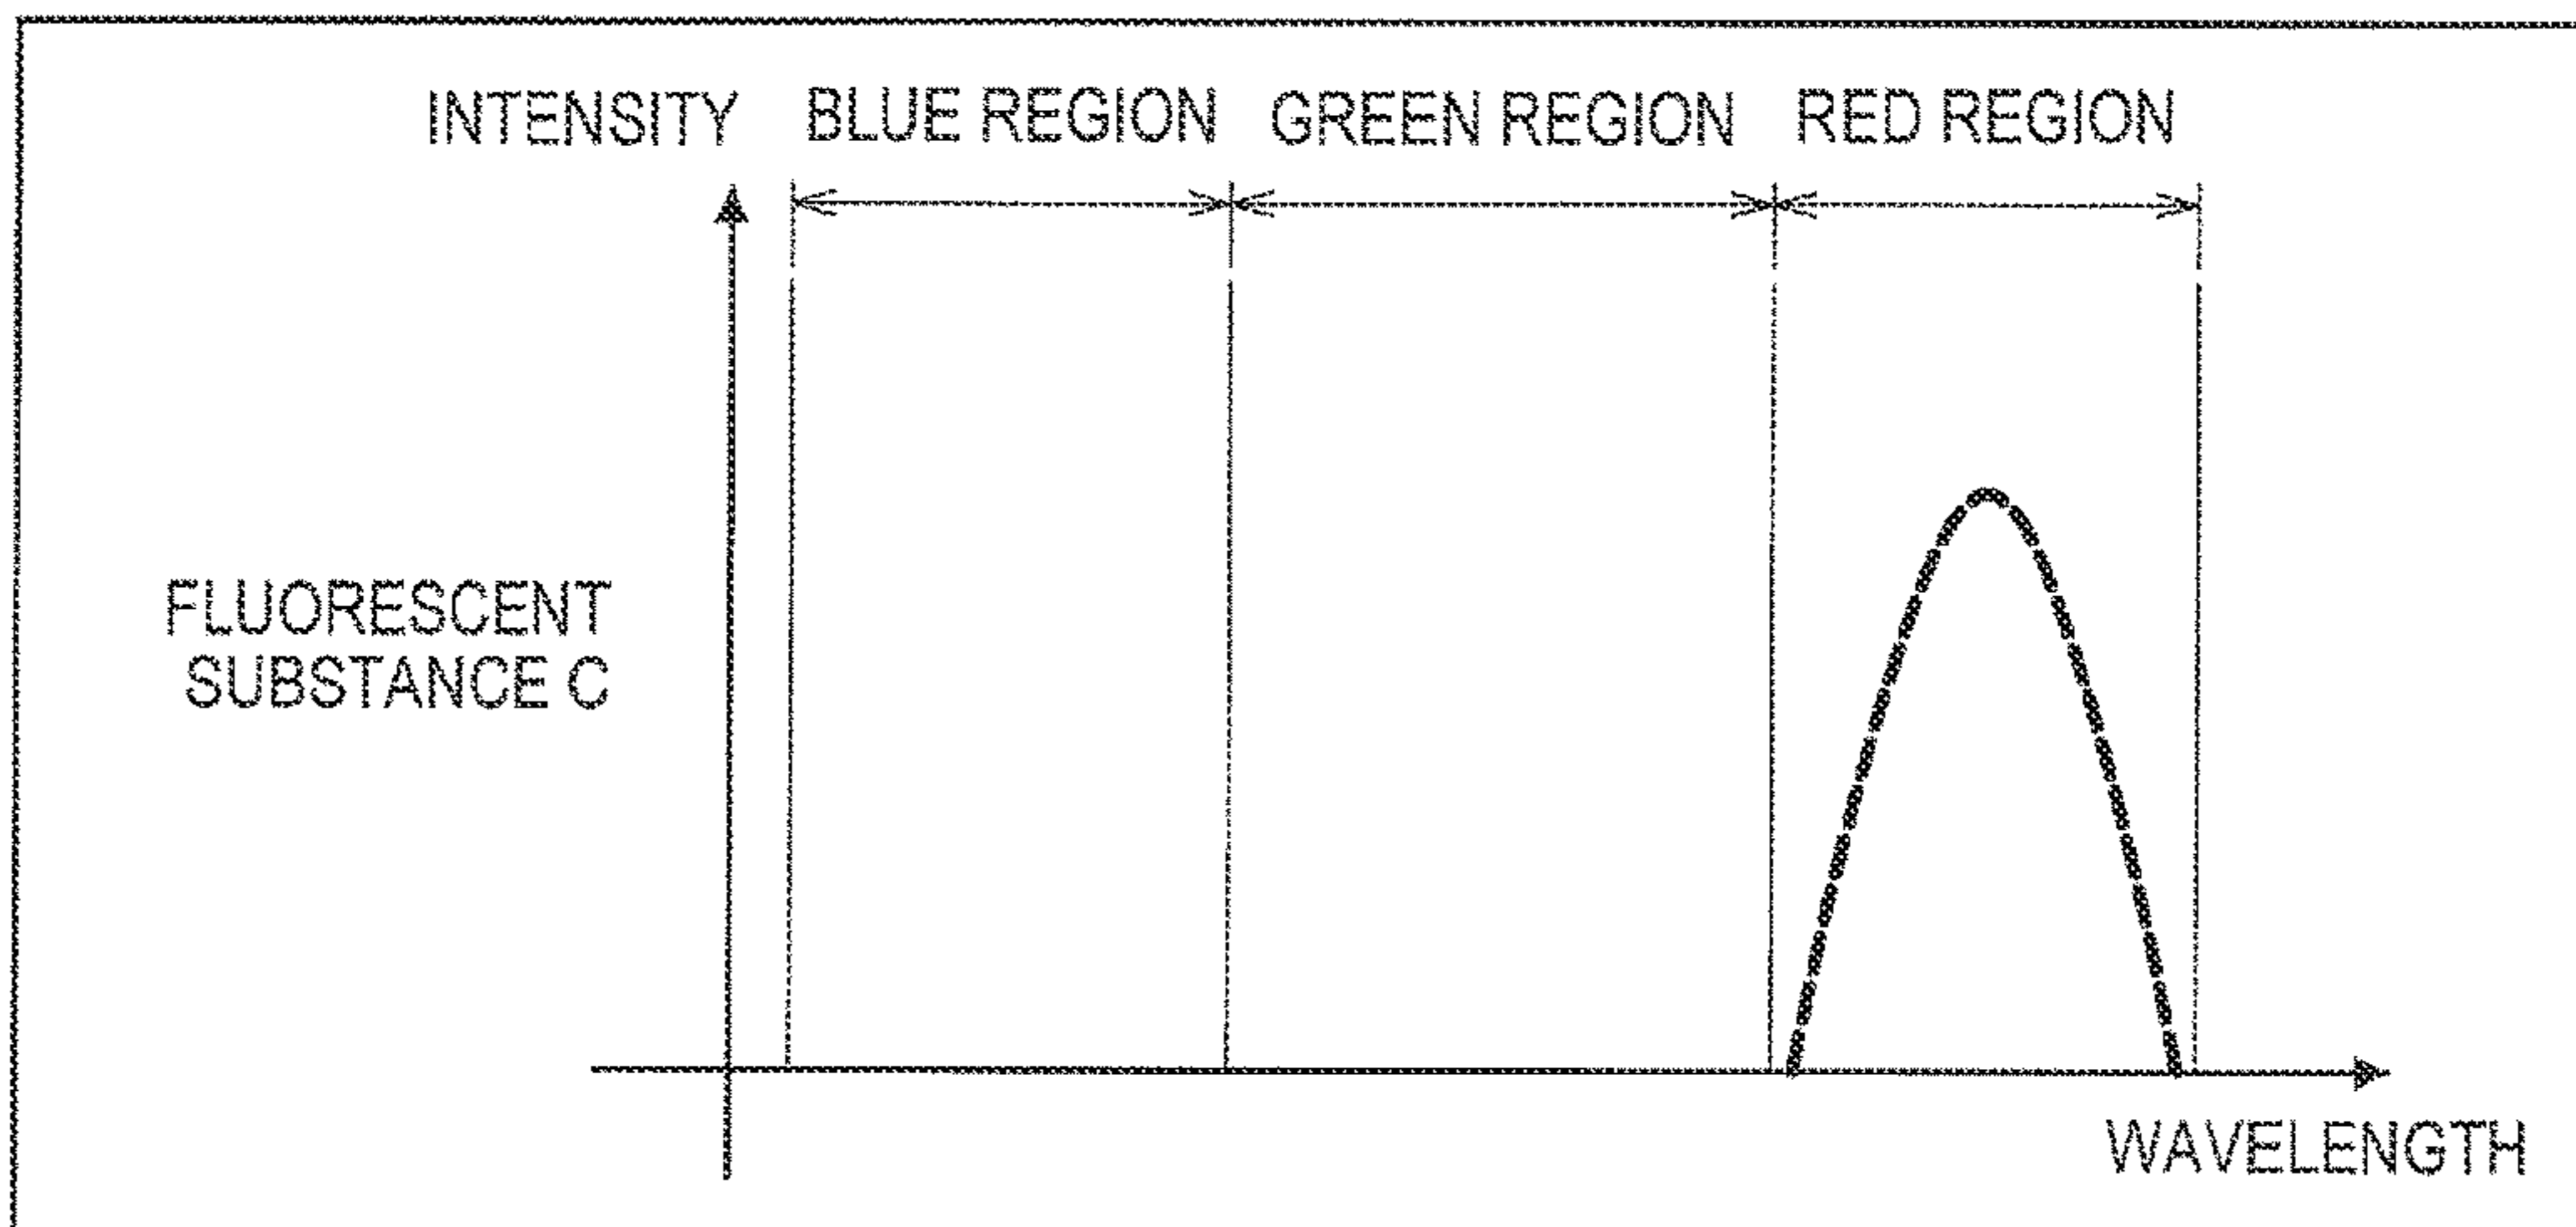 INTENSITY BLUE REGION GREEN REGION RED REGION
FLUORESCENT
SUBSTANCE C
WAVELENGTH